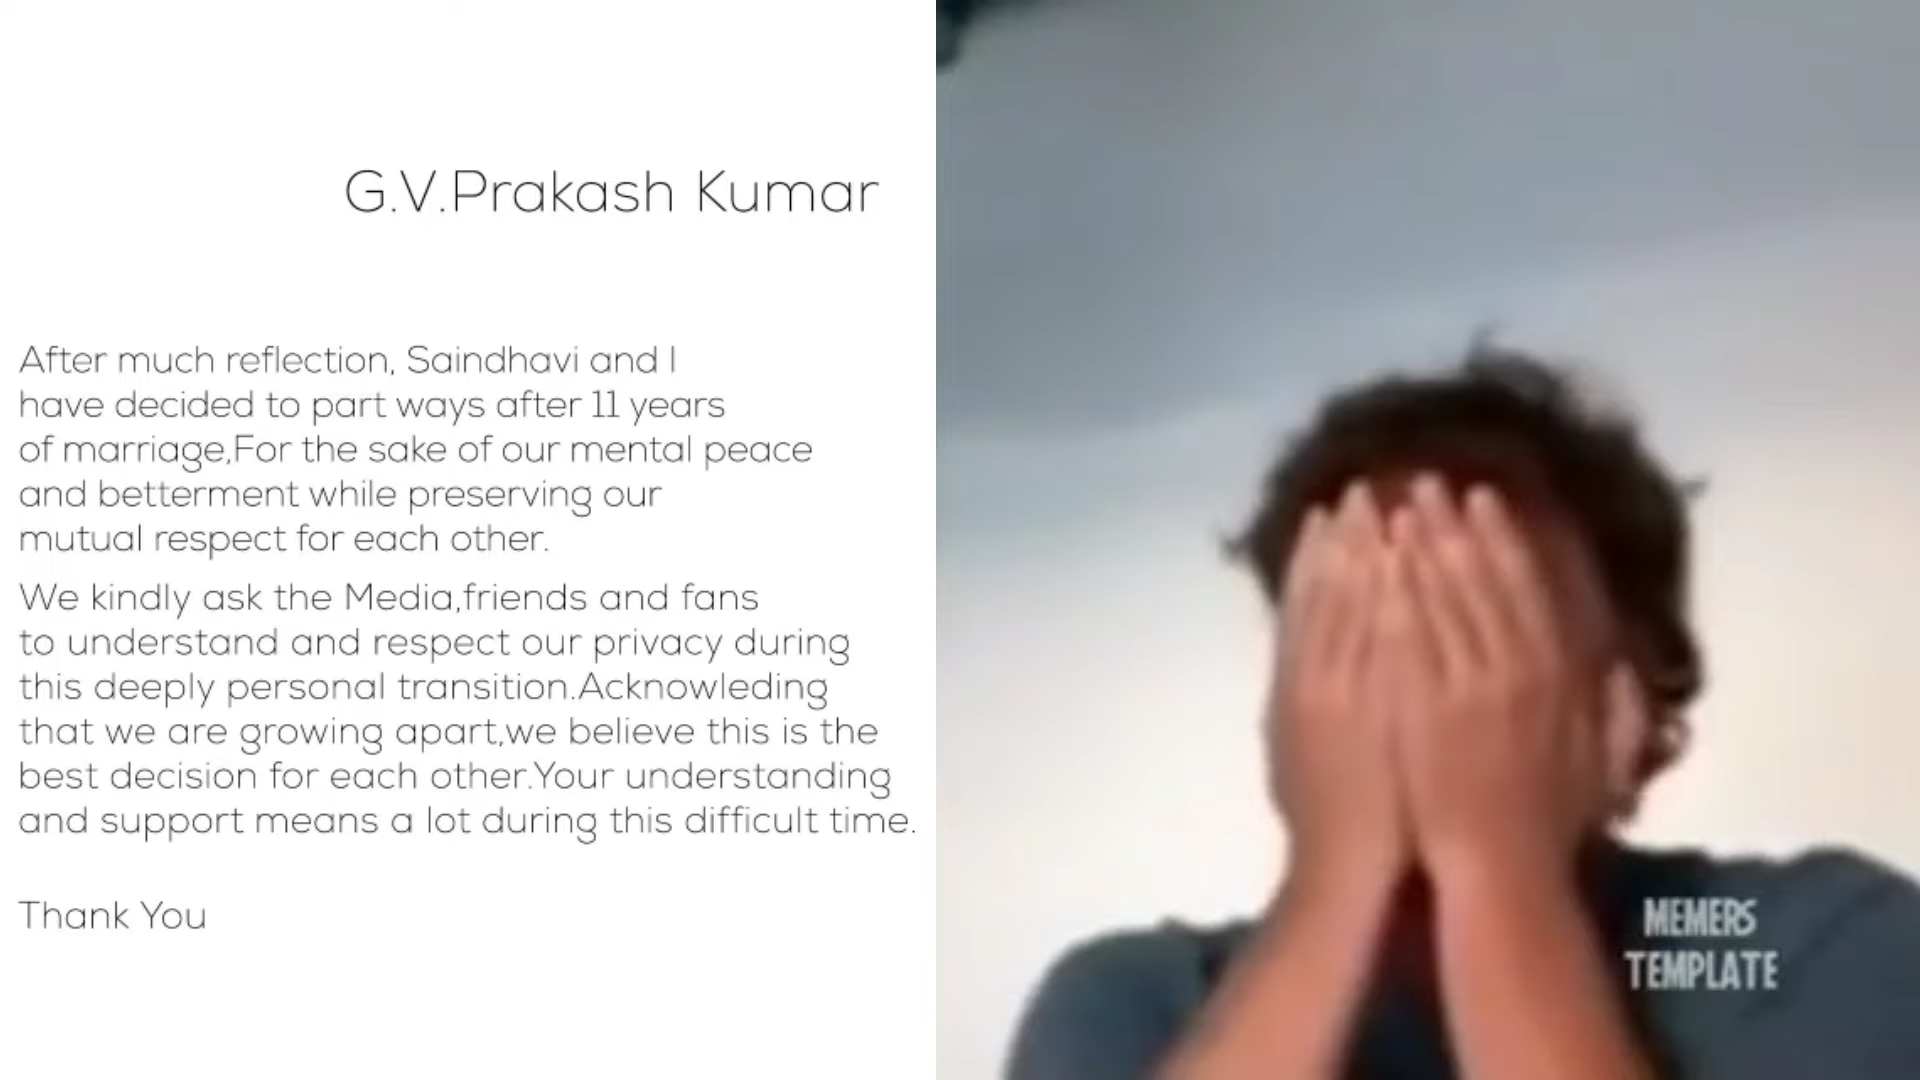 G.V.Prakash Kumar
After much reflection, Saindhavi and I
have decided to part ways after 11 years
of marriage,For the sake of our mental peace
and betterment while preserving our
mutual respect for each other.
We kindly ask the Media,friends and fans
to understand and respect our privacy during
this deeply personal transition.Acknowleding
that we are growing apart,we believe this is the
best decision for each other.Your understanding
and support means a lot during this difficult time.
Thank You
MEMERS
TEMPLATE